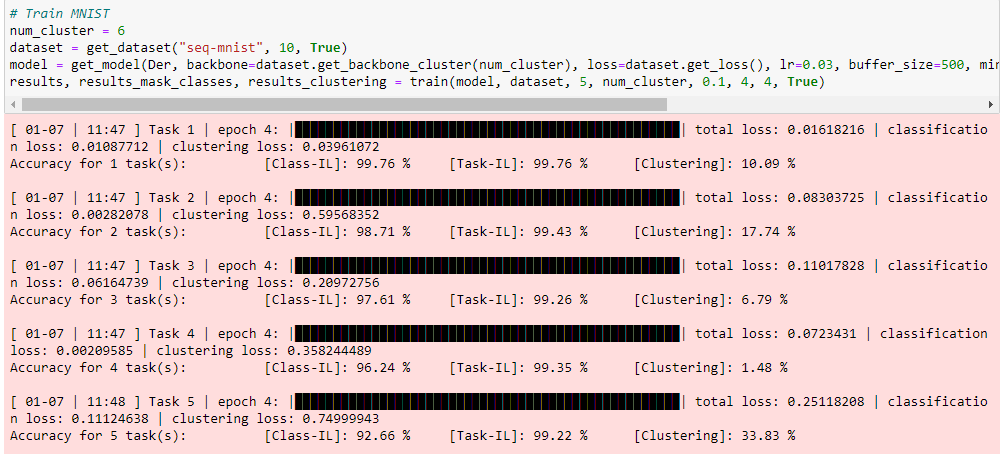 # Train MNIST
num_cluster = 6
dataset = get_dataset("seq-mnist", 10, True)
model = get_model(Der, backbone=dataset.get_backbone_cluster(num_cluster), loss=dataset.get_loss(), lr=0.03, buffer_size=500, min
results, results_mask_classes, results_clustering = train(model, dataset, 5, num_cluster, 0.1, 4, 4, True)
[ 01-07 | 11:47 ] Task 1 | epoch 4: | | total loss: 0.01618216 | classificatio
n loss: 0.01087712 | clustering loss: 0.03961072
Accuracy for 1 task(s): [Class-IL]: 99.76 % [Task-IL]: 99.76 % [Clustering]: 10.09 %
[ 01-07 | 11:47 ] Task 2 | epoch 4: | | total loss: 0.08303725 | classificatio
n loss: 0.00282078 | clustering loss: 0.59568352
Accuracy for 2 task(s): [Class-IL]: 98.71 % [Task-IL]: 99.43 % [Clustering]: 17.74 %
[ 01-07 | 11:47 ] Task 3 | epoch 4: | | total loss: 0.11017828 | classificatio
n loss: 0.06164739 | clustering loss: 0.20972756
Accuracy for 3 task(s): [Class-IL]: 97.61 % [Task-IL]: 99.26 % [Clustering]: 6.79 %
[ 01-07 | 11:47 ] Task 4 | epoch 4: | | total loss: 0.0723431 | classification
loss: 0.00209585 | clustering loss: 0.358244489
Accuracy for 4 task(s): [Class-IL]: 96.24 % [Task-IL]: 99.35 % [Clustering]: 1.48 %
[ 01-07 | 11:48 ] Task 5 | epoch 4: | | total loss: 0.25118208 | classificatio
n loss: 0.11124638 | clustering loss: 0.74999943
Accuracy for 5 task(s): [Class-IL]: 92.66 % [Task-IL]: 99.22 % [Clustering]: 33.83 %